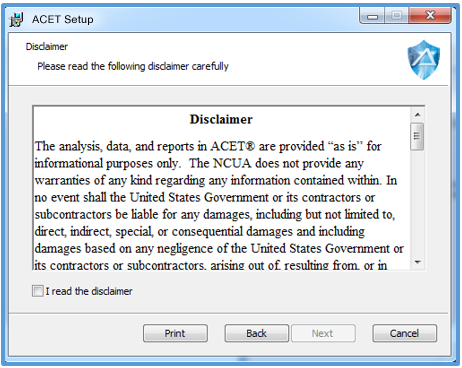 ACET Setup
Disclaimer
Please read the following disclaimer carefully
Disclaimer
The analysis, data, and reports in ACET® are provided “as is” for
informational purposes only.  The NCUA does not provide any
warranties of any kind regarding any information contained within. In
no event shall the United States Government or its contractors or
subcontractors be liable for any damages, including but not limited to,
direct, indirect, special, or consequential damages and including
damages based on any negligence of the United States Government or
its contractors or subcontractors, arising out of, resulting from, or in
I read the disclaimer
Print Back Next Cancel